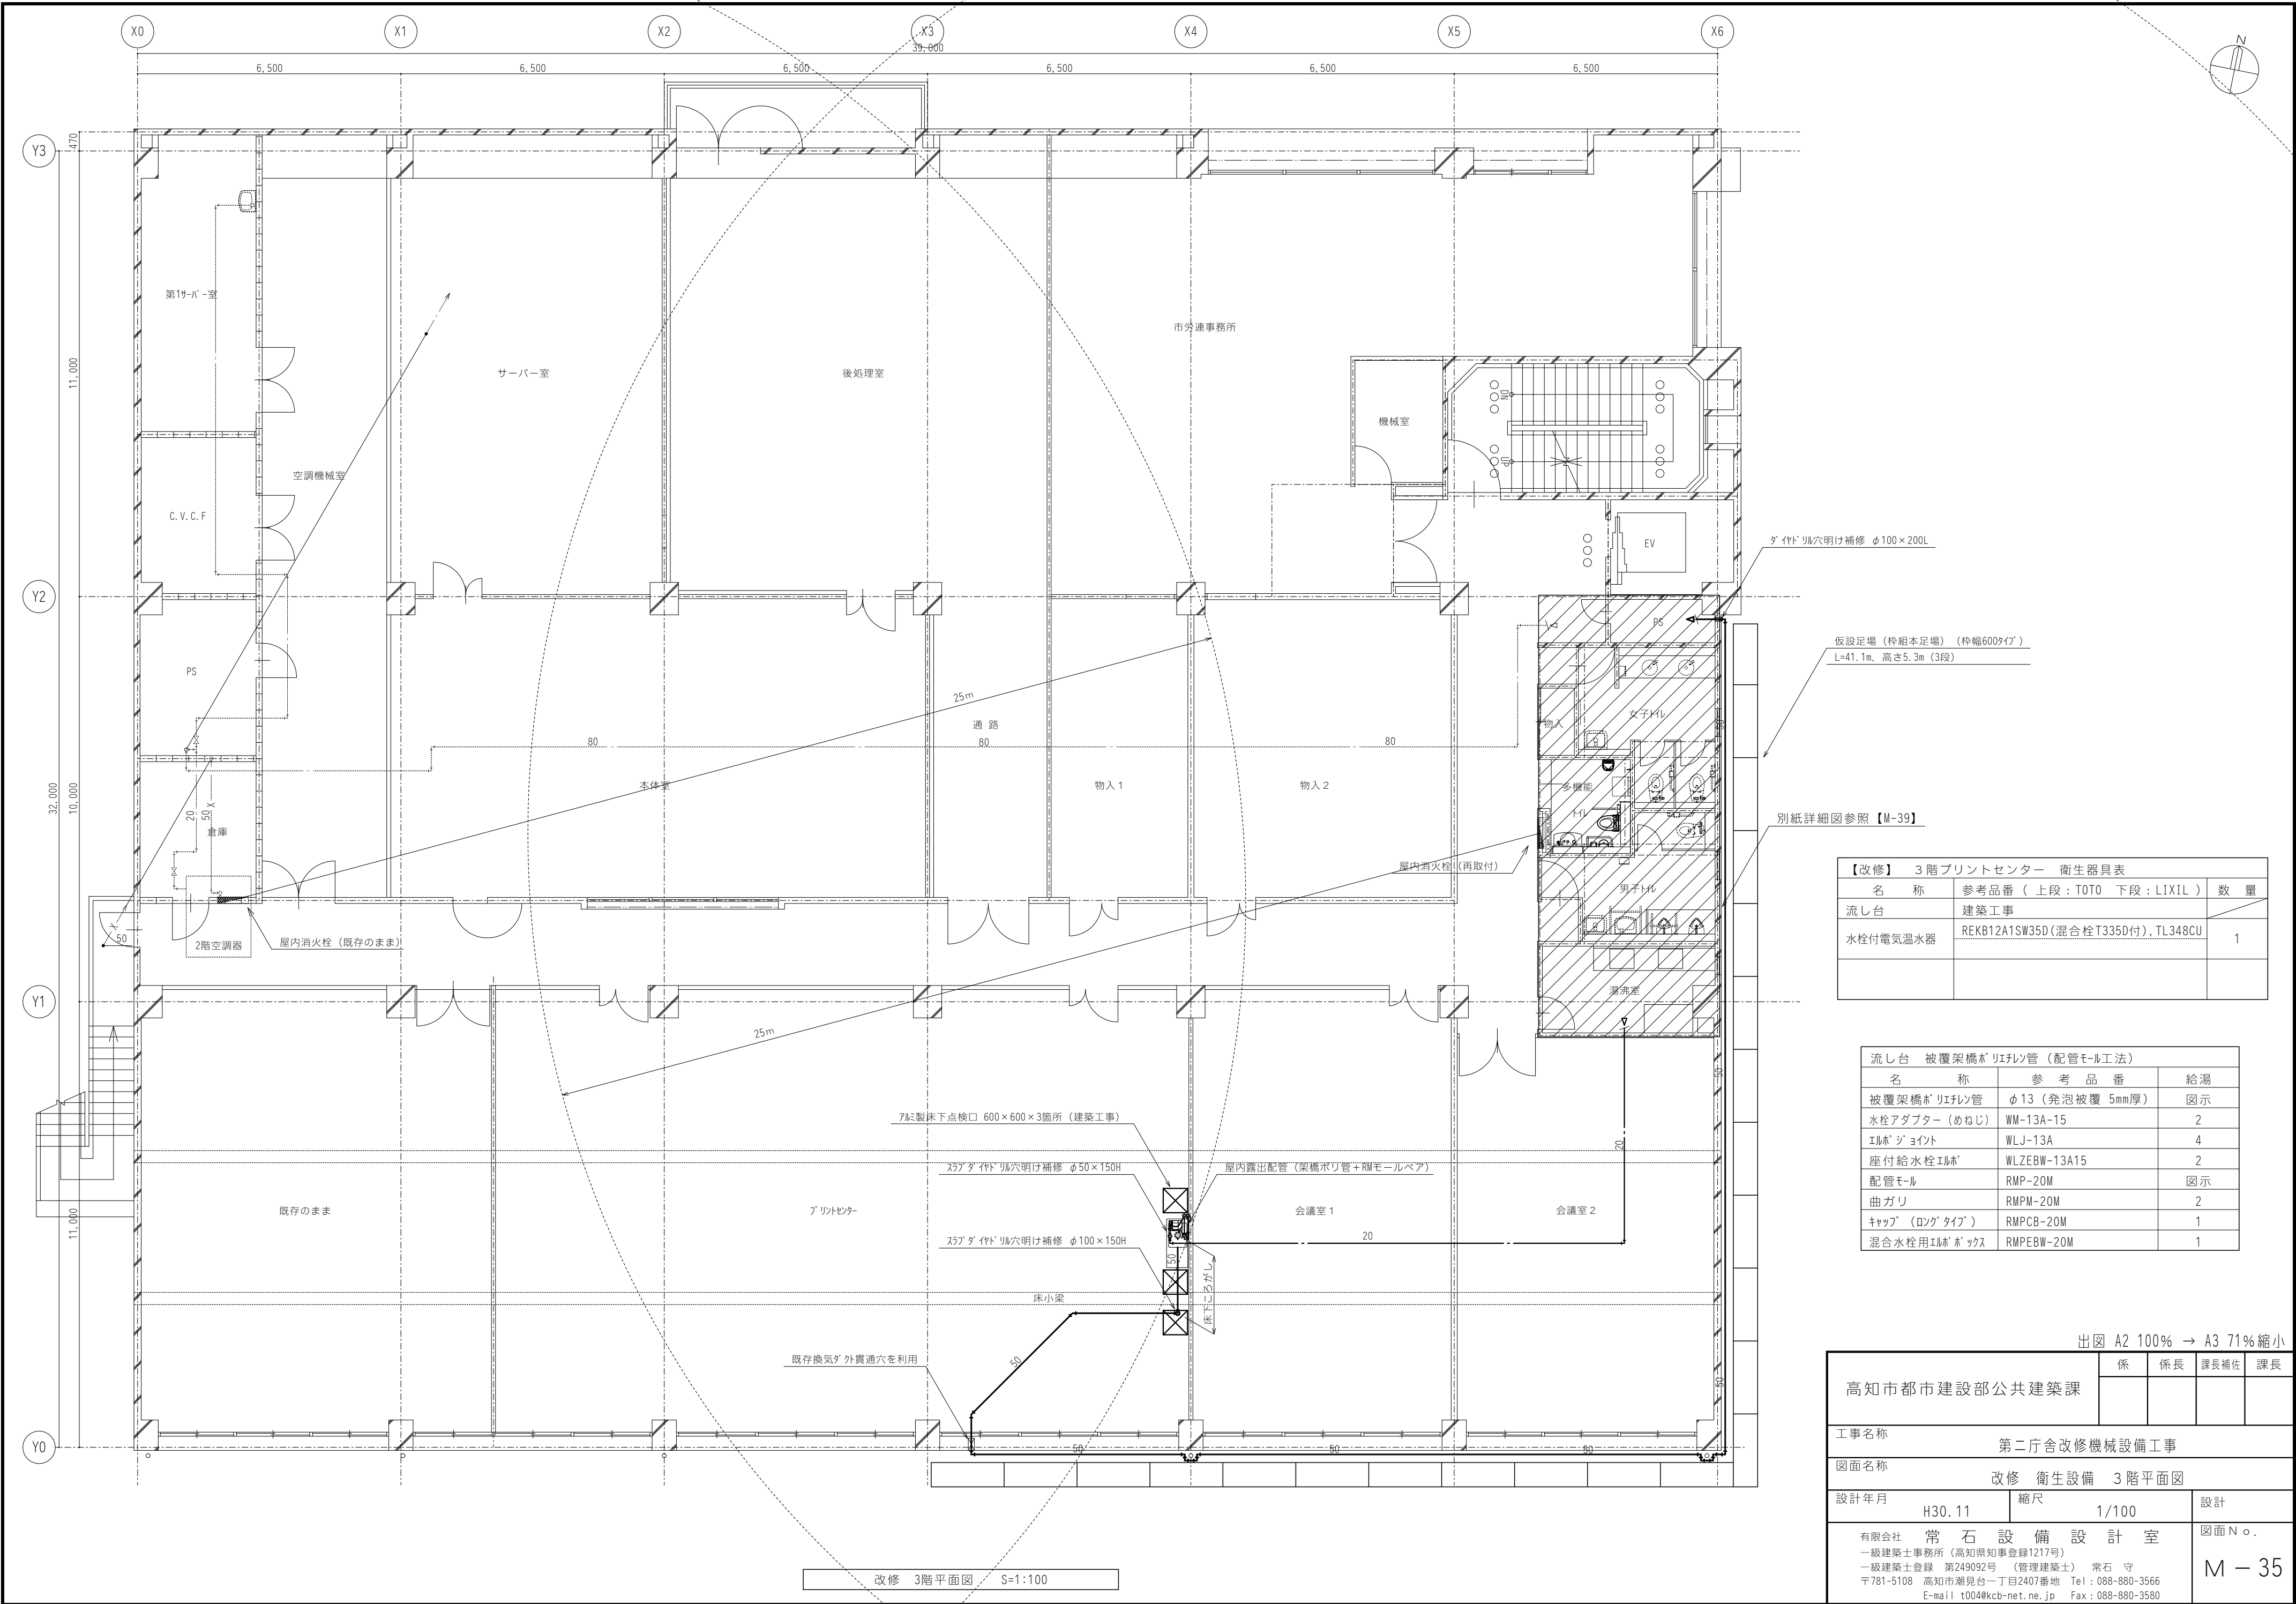 X0
X1
X2
X3
X4
X5
X6
39,000
6,500
6,500
6,500
6,500
6,500
6,500
N
470
Y3
第1サーバー室
市労連事務所
11,000
サーバー室
後処理室
機械室
DN
UP
空調機械室
C.V.C.F
EV
ダイヤドリル穴明け補修 φ100×200L
Y2
PS
仮設足場（枠組本足場）（枠幅600タイプ）
L=41.1m、高さ5.3m（3段）
PS
25m
物入
女子トイレ
通 路
80
80
80
32,000
10,000
本体室
物入１
物入２
多機能
トイレ
20
50
倉庫
別紙詳細図参照【M-39】
屋内消火栓（再取付）
男子トイレ
50
2階空調器
屋内消火栓（既存のまま）
湯沸室
Y1
25m
【改修】 ３階プリントセンター 衛生器具表
名 称 参考品番（ 上段：TOTO 下段：LIXIL ） 数 量
流し台 建築工事
水栓付電気温水器 REKB12A1SW35D(混合栓T335D付),TL348CU 1
流し台 被覆架橋ポリエチレン管（配管モール工法）
名 称 参 考 品 番 給湯
被覆架橋ポリエチレン管 φ13（発泡被覆 5mm厚） 図示
水栓アダプター（めねじ） WM-13A-15 2
エルボジョイント WLJ-13A 4
座付給水栓エルボ WLZEBW-13A15 2
配管モール RMP-20M 図示
曲ガリ RMPM-20M 2
キャップ（ロングタイプ） RMPCB-20M 1
混合水栓用エルボボックス RMPEBW-20M 1
50
アルミ製床下点検口 600×600×3箇所（建築工事）
スラブダイヤドリル穴明け補修 φ50×150H
屋内露出配管（架橋ポリ管＋RMモールペア）
20
11,000
既存のまま
プリントセンター
会議室１
会議室２
スラブダイヤドリル穴明け補修 φ100×150H
20
50
床下ころがし
床小梁
既存換気ダクト貫通穴を利用
50
50
Y0
50
50
50
改修 3階平面図 S=1:100
出図 A2 100% → A3 71%縮小
高知市都市建設部公共建築課
係 係長 課長補佐 課長
工事名称
第二庁舎改修機械設備工事
図面名称
改修 衛生設備 ３階平面図
設計年月 H30.11
縮尺 1/100
設計
有限会社 常 石 設 備 設 計 室
一級建築士事務所（高知県知事登録1217号）
一級建築士登録 第249092号 （管理建築士） 常石 守
〒781-5108 高知市潮見台一丁目2407番地 Tel：088-880-3566
E-mail t004@kcb-net.ne.jp Fax：088-880-3580
図面Ｎｏ．
Ｍ－35